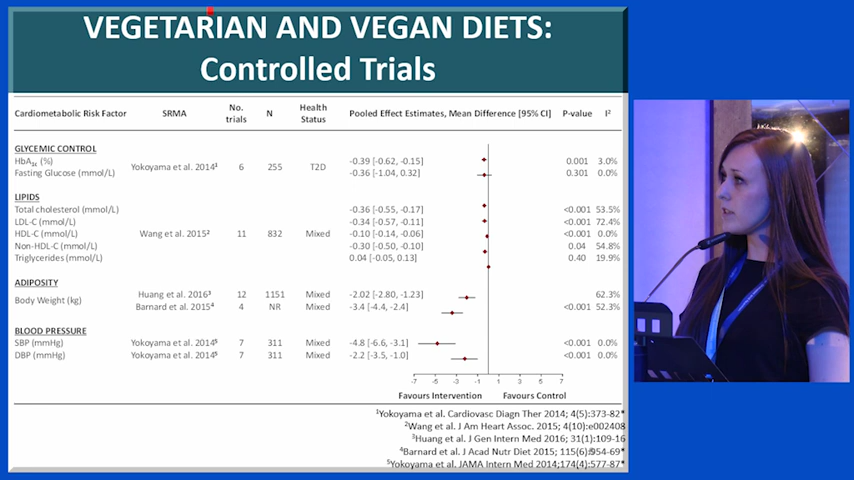 VEGETARIAN AND VEGAN DIETS:
Controlled Trials
Cardiometabolic Risk Factor SRMA No. trials N Health Status Pooled Effect Estimates, Mean Difference [95% CI] P-value I²
GLYCEMIC CONTROL
HbA1c (%) -0.39 [-0.62, -0.15] 0.001 3.0%
Yokoyama et al. 2014¹ 6 255 T2D
Fasting Glucose (mmol/L) -0.36 [-1.04, 0.32] 0.301 0.0%
LIPIDS
Total cholesterol (mmol/L) -0.36 [-0.55, -0.17] <0.001 53.5%
LDL-C (mmol/L) -0.34 [-0.57, -0.11] <0.001 72.4%
HDL-C (mmol/L) Wang et al. 2015² 11 832 Mixed -0.10 [-0.14, -0.06] <0.001 0.0%
Non-HDL-C (mmol/L) -0.30 [-0.50, -0.10] 0.04 54.8%
Triglycerides (mmol/L) 0.04 [-0.05, 0.13] 0.40 19.9%
ADIPOSITY
Body Weight (kg)
Huang et al. 2016³ 12 1151 Mixed -2.02 [-2.80, -1.23] 62.3%
Barnard et al. 2015⁴ 4 NR Mixed -3.4 [-4.4, -2.4] <0.001 52.3%
BLOOD PRESSURE
SBP (mmHg) Yokoyama et al. 2014⁵ 7 311 Mixed -4.8 [-6.6, -3.1] <0.001 0.0%
DBP (mmHg) Yokoyama et al. 2014⁵ 7 311 Mixed -2.2 [-3.5, -1.0] <0.001 0.0%
-7 -5 -3 -1 1 3 5 7
Favours Intervention Favours Control
¹Yokoyama et al. Cardiovasc Diagn Ther 2014; 4(5):373-82*
²Wang et al. J Am Heart Assoc. 2015; 4(10):e002408
³Huang et al. J Gen Intern Med 2016; 31(1):109-16
⁴Barnard et al. J Acad Nutr Diet 2015; 115(6):954-69*
⁵Yokoyama et al. JAMA Intern Med 2014;174(4):577-87*